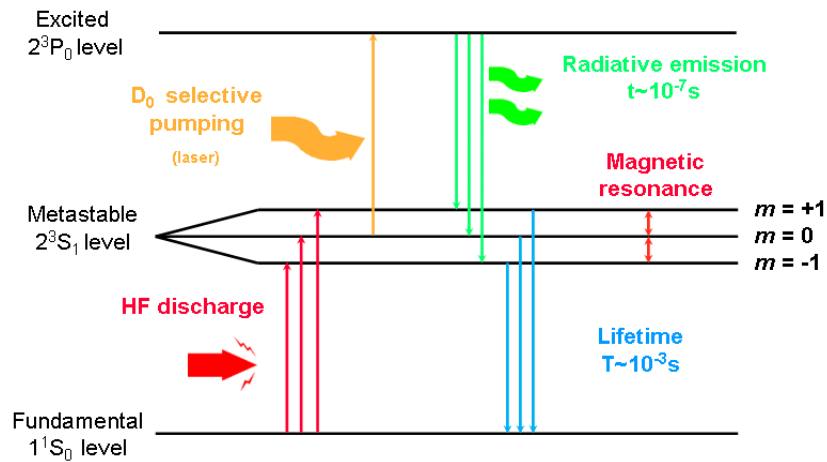 Excited
2³P₀ level
D₀ selective
pumping
(laser)
Radiative emission
t~10⁻⁷s
Magnetic
resonance
Metastable
2³S₁ level
m = +1
m = 0
m = -1
HF discharge
Lifetime
T~10⁻³s
Fundamental
1¹S₀ level